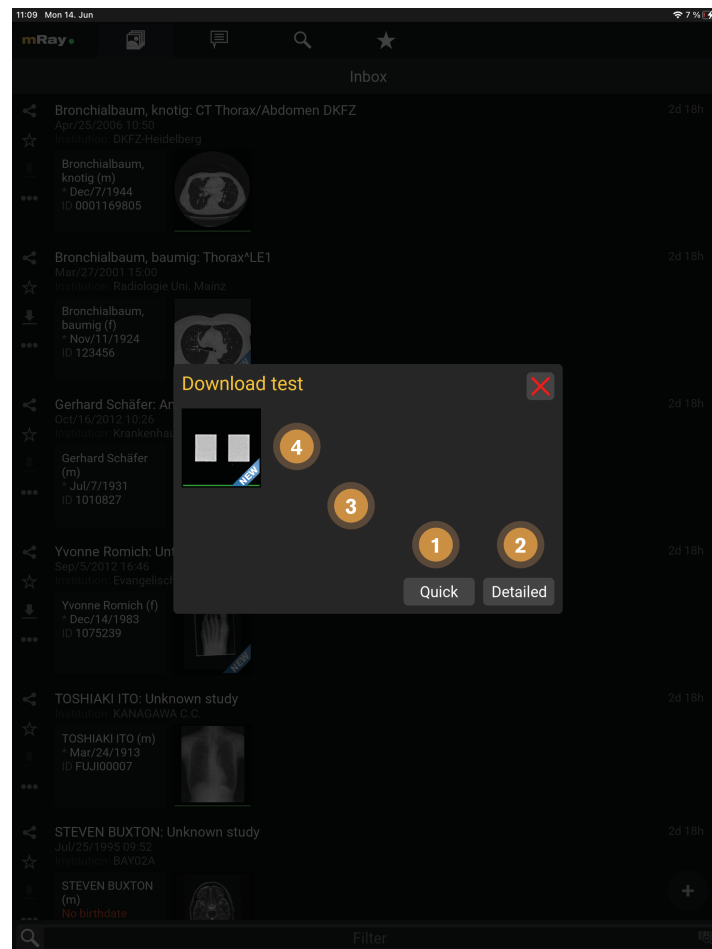 11:09 Mon 14. Jun
7 %
mRay
Inbox
Bronchialbaum, knotig: CT Thorax/Abdomen DKFZ
2d 18h
Apr/25/2006 10:50
Institution: DKFZ-Heidelberg
Bronchialbaum,
knotig (m)
* Dec/7/1944
ID 0001169805
Bronchialbaum, baumig: Thorax^LE1
2d 18h
Mar/27/2001 15:00
Institution: Radiologie Uni. Mainz
Bronchialbaum,
baumig (f)
* Nov/11/1924
ID 123456
Download test
NEW
4
3
1
2
Quick
Detailed
Gerhard Schäfer: An
2d 18h
Oct/16/2012 10:26
Institution: Krankenhau
Gerhard Schäfer
(m)
* Jul/7/1931
ID 1010827
Yvonne Romich: Unt
2d 18h
Sep/5/2012 16:46
Institution: Evangelisch
Yvonne Romich (f)
* Dec/14/1983
ID 1075239
NEW
TOSHIAKI ITO: Unknown study
2d 18h
Institution: KANAGAWA C.C.
TOSHIAKI ITO (m)
* Mar/24/1913
ID FUJI00007
STEVEN BUXTON: Unknown study
2d 18h
Jul/25/1995 09:52
Institution: BAY02A
STEVEN BUXTON
(m)
No birthdate
Filter